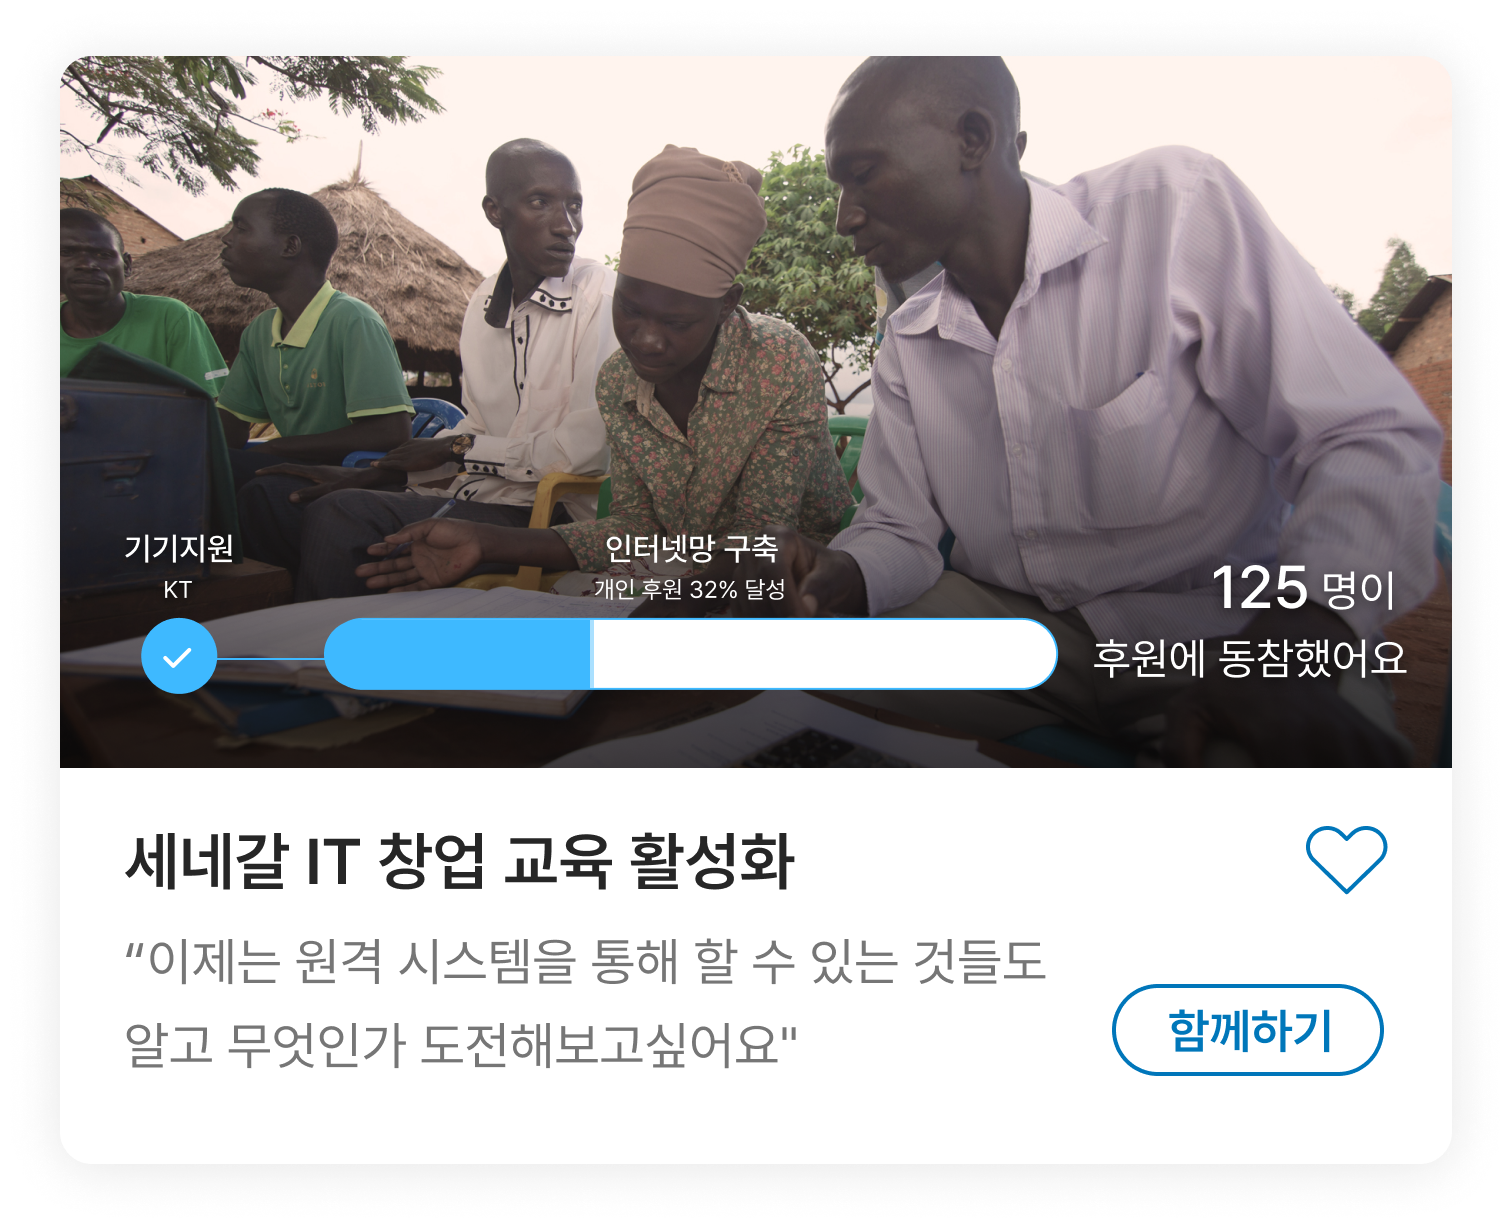 기기지원
KT
인터넷망 구축
개인 후원 32% 달성
125 명이
후원에 동참했어요
세네갈 IT 창업 교육 활성화
“이제는 원격 시스템을 통해 할 수 있는 것들도
알고 무엇인가 도전해보고싶어요"
함께하기